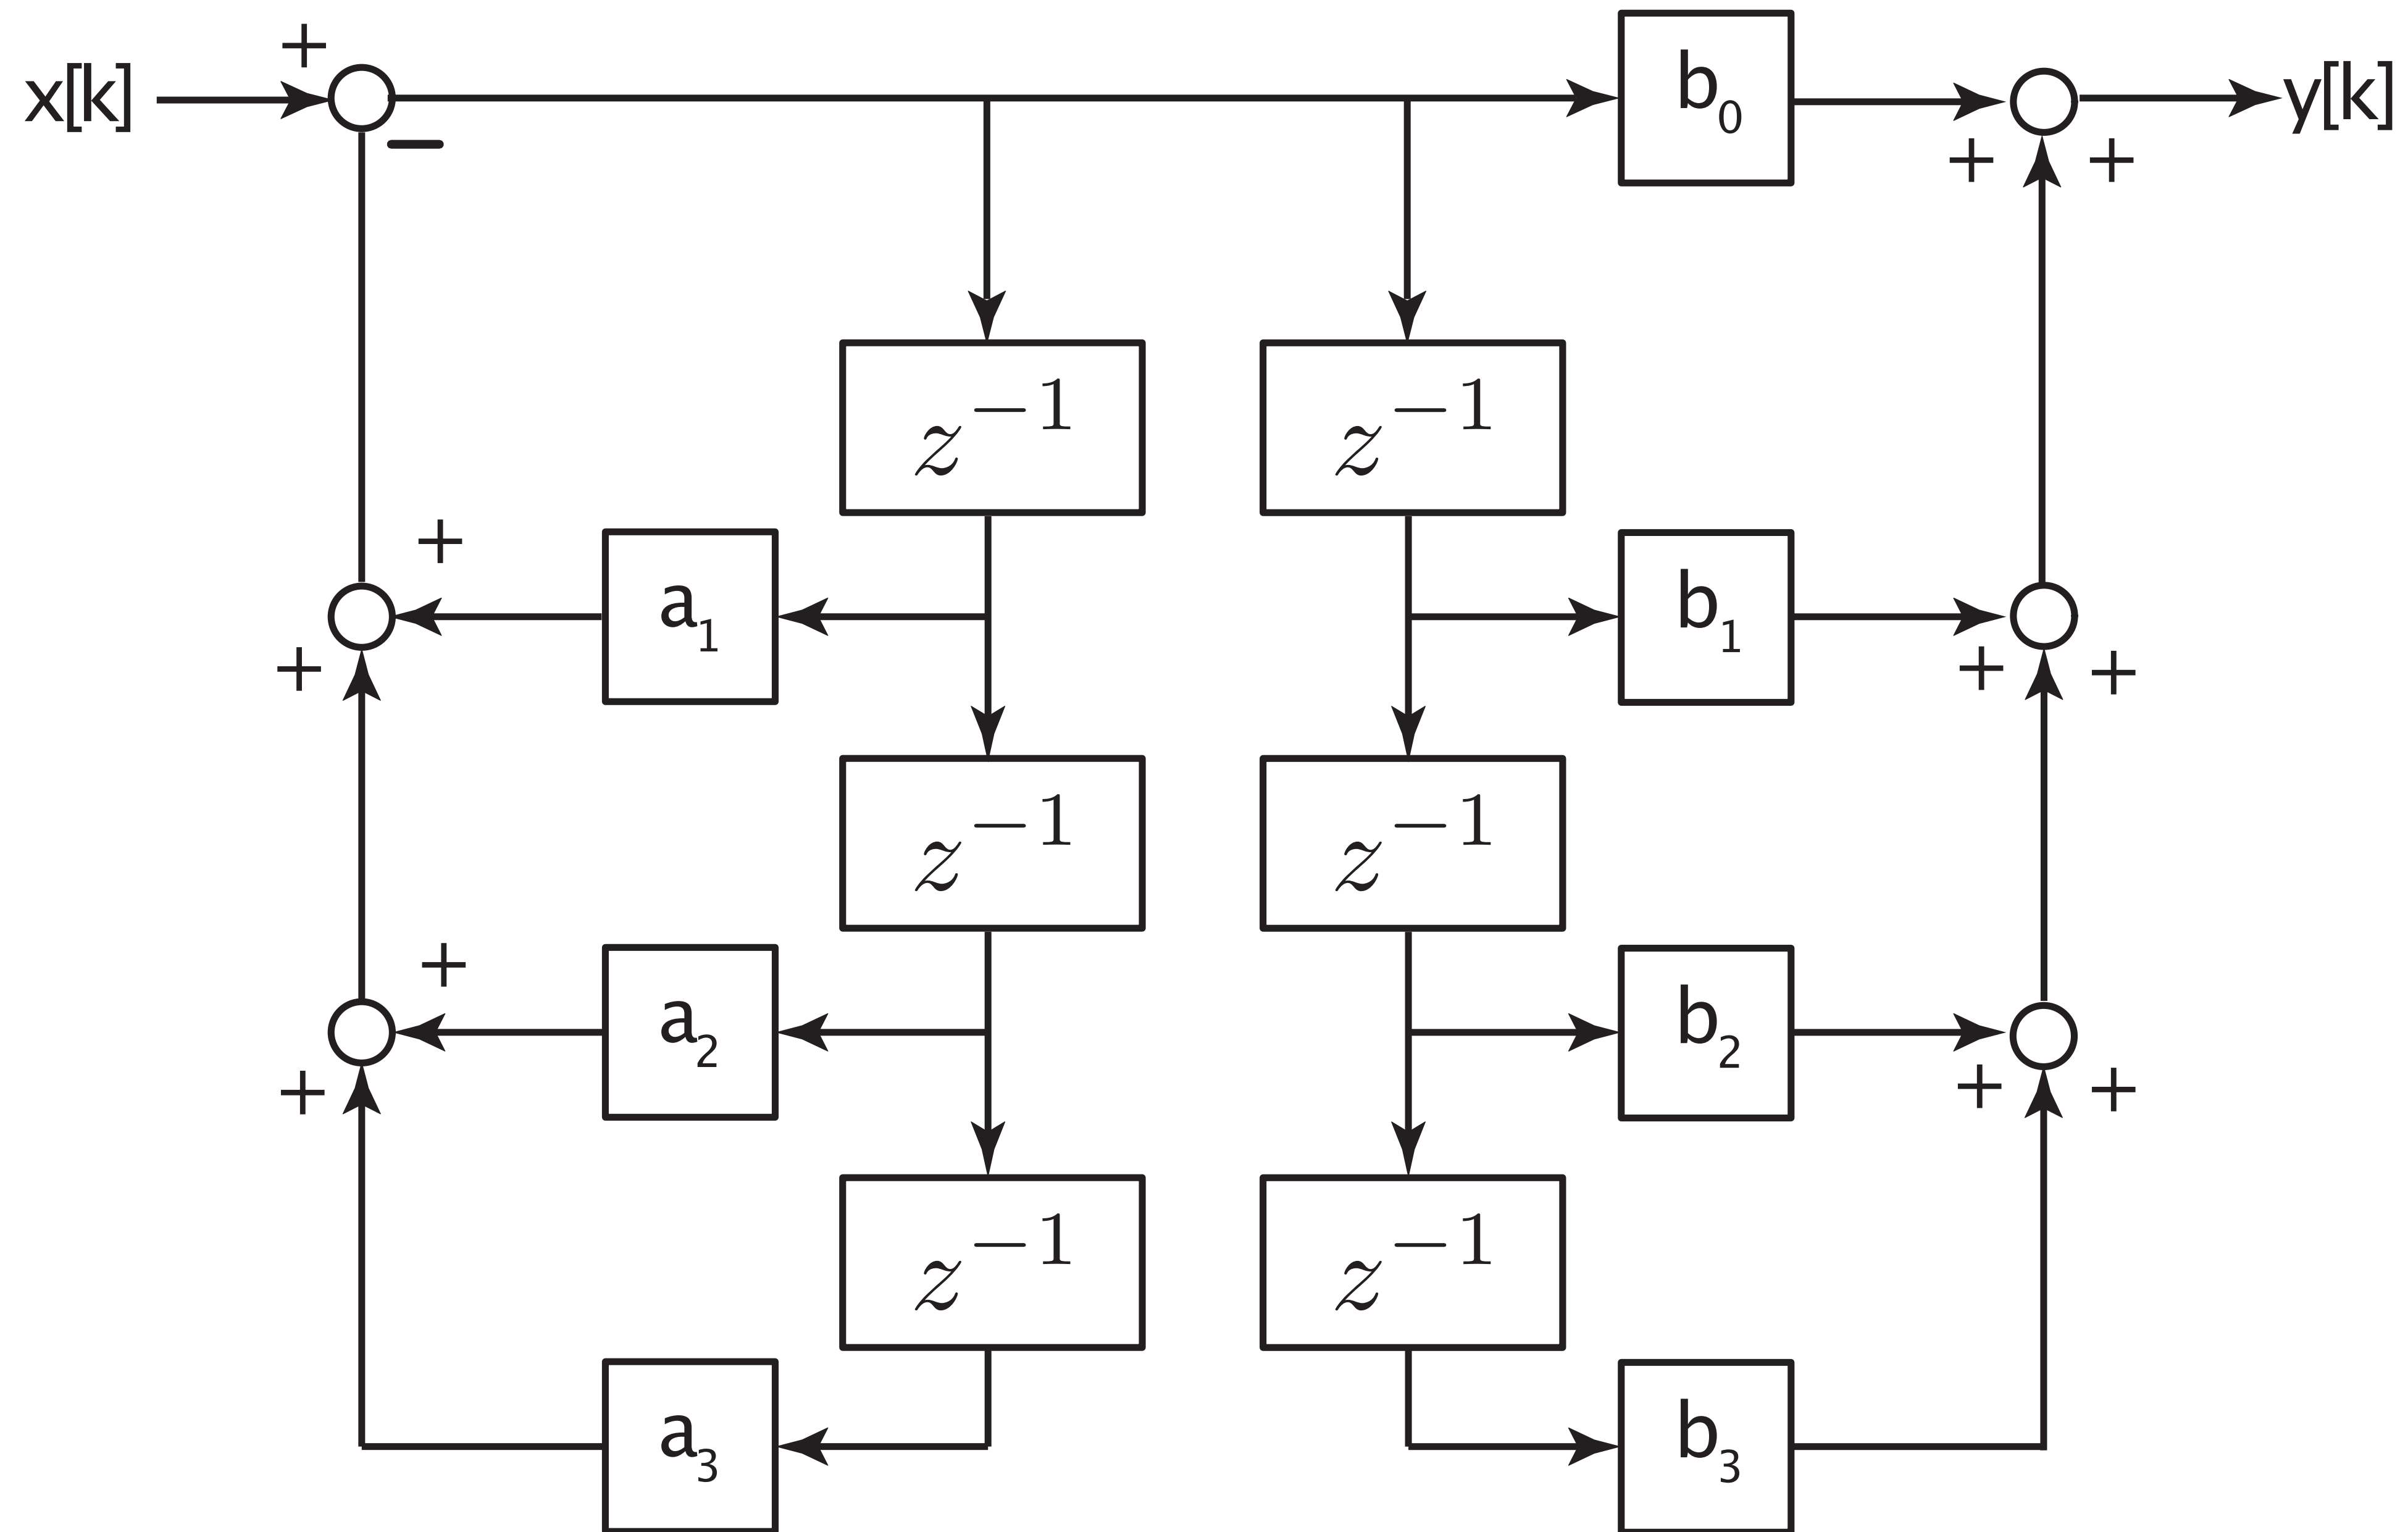 +
x[k]
b₀
y[k]
−
+ +
z⁻¹ z⁻¹
+
a₁
b₁
+
+ +
z⁻¹ z⁻¹
+
a₂
b₂
+
+ +
z⁻¹ z⁻¹
a₃
b₃